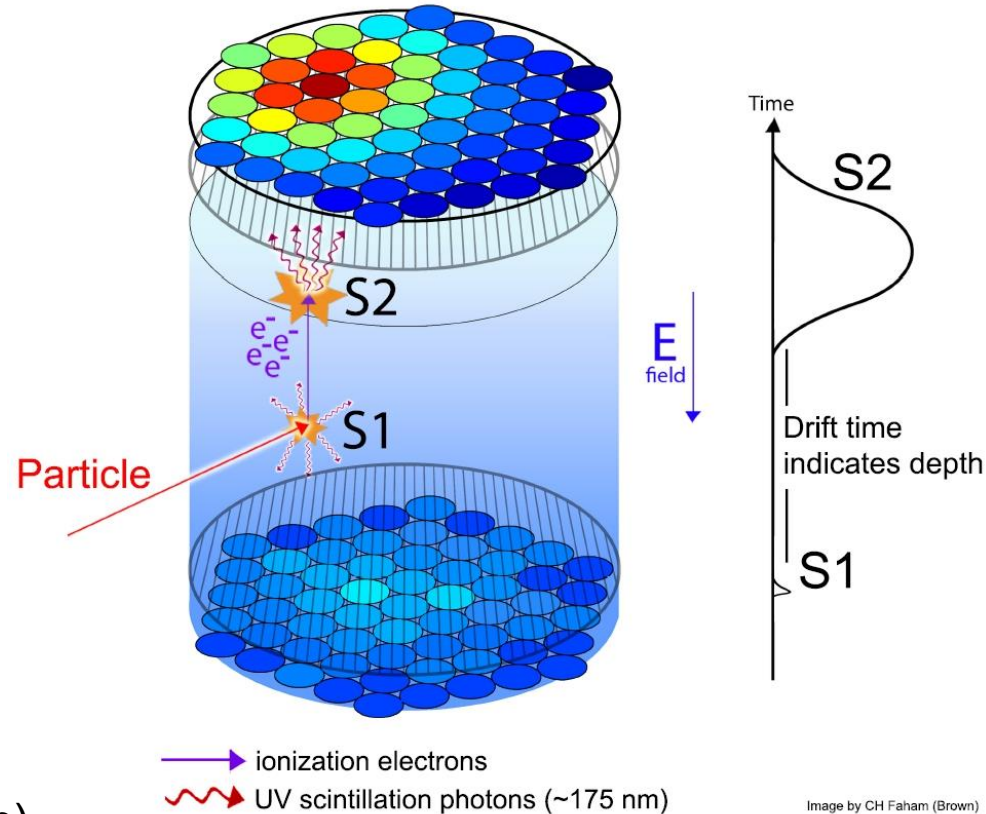 Time
S2
S2
e-
e-e-
e-
E
field
S1
Drift time
indicates depth
Particle
S1
ionization electrons
UV scintillation photons (~175 nm)
Image by CH Faham (Brown)